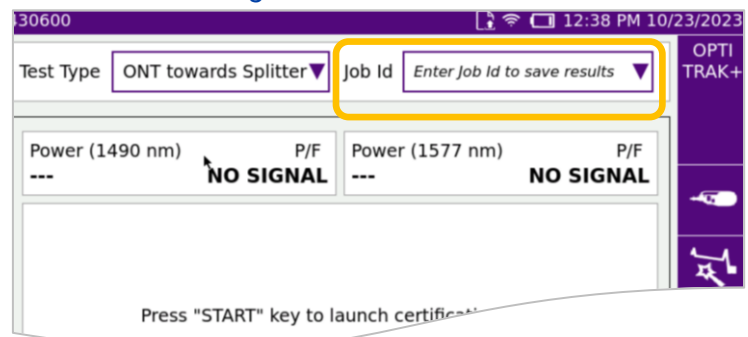 30600 12:38 PM 10/23/2023
Test Type ONT towards Splitter Job Id Enter Job Id to save results
OPTI
TRAK+
Power (1490 nm) P/F Power (1577 nm) P/F
--- NO SIGNAL --- NO SIGNAL
Press "START" key to launch